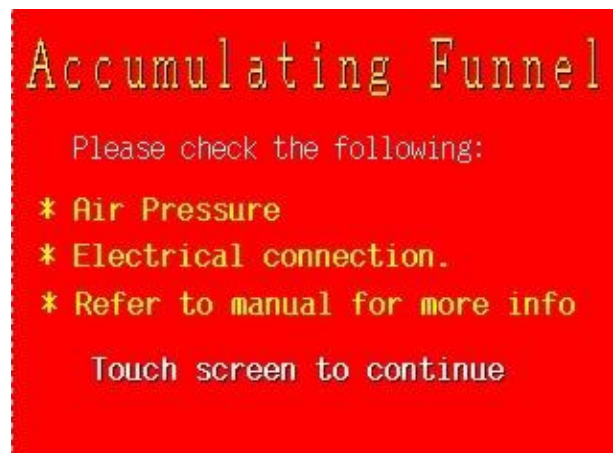 Accumulating Funnel
Please check the following:
* Air Pressure
* Electrical connection.
* Refer to manual for more info
Touch screen to continue